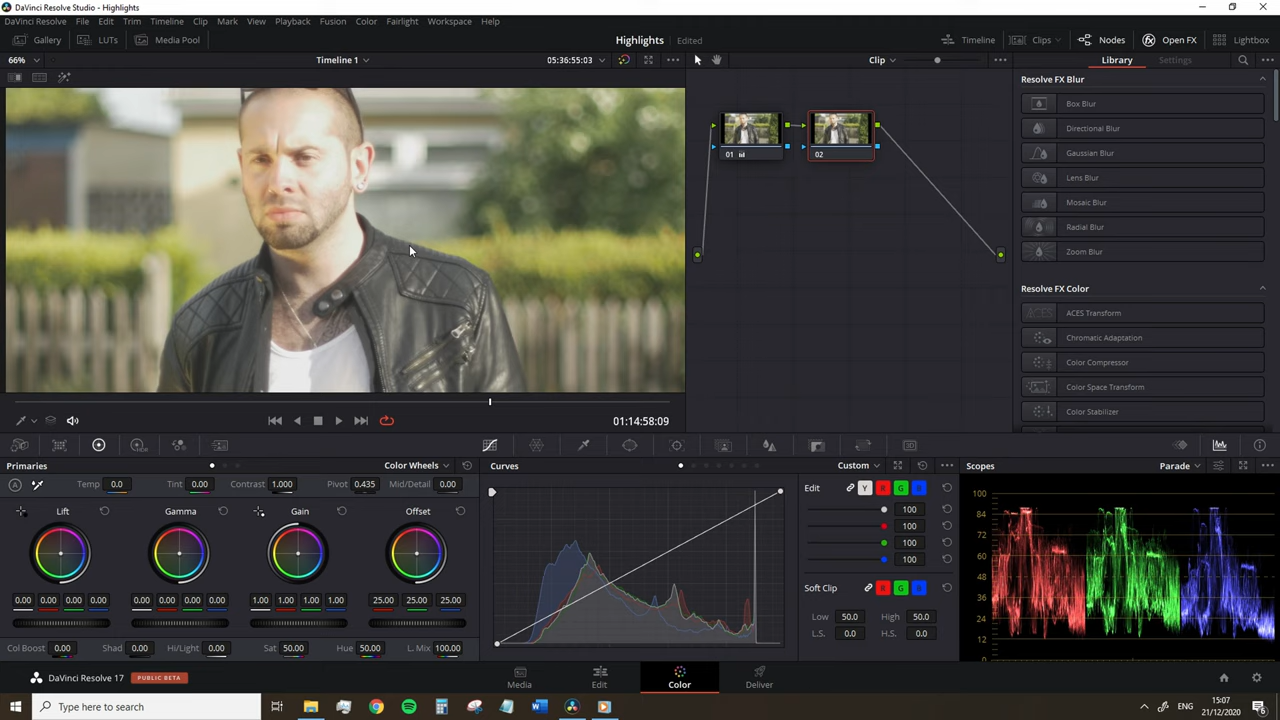 DaVinci Resolve Studio - Highlights
DaVinci Resolve File Edit Trim Timeline Clip Mark View Playback Fusion Color Fairlight Workspace Help
Gallery LUTs Media Pool Highlights Edited Timeline Clips Nodes Open FX Lightbox
66% Timeline 1 05:36:55:03 Clip Library Settings
Resolve FX Blur
Box Blur
Directional Blur
Gaussian Blur
Lens Blur
Mosaic Blur
Radial Blur
Zoom Blur
Resolve FX Color
ACES Transform
Chromatic Adaptation
Color Compressor
Color Space Transform
Color Stabilizer
01 02
01:14:58:09
Primaries Color Wheels Curves Custom Scopes Parade
Temp 0.0 Tint 0.00 Contrast 1.000 Pivot 0.435 Mid/Detail 0.00
Lift Gamma Gain Offset
0.00 0.00 0.00 0.00 0.00 0.00 0.00 0.00 1.00 1.00 1.00 1.00 25.00 25.00 25.00
Col Boost 0.00 Shad 0.00 Hi/Light 0.00 Sat 50.00 Hue 50.00 L. Mix 100.00
Edit Y R G B
100
100
100
100
Soft Clip R G B
Low 50.0 High 50.0
L.S. 0.0 H.S. 0.0
100
84
72
60
48
36
24
12
0
DaVinci Resolve 17 PUBLIC BETA Media Edit Color Deliver
Type here to search
15:07
21/12/2020